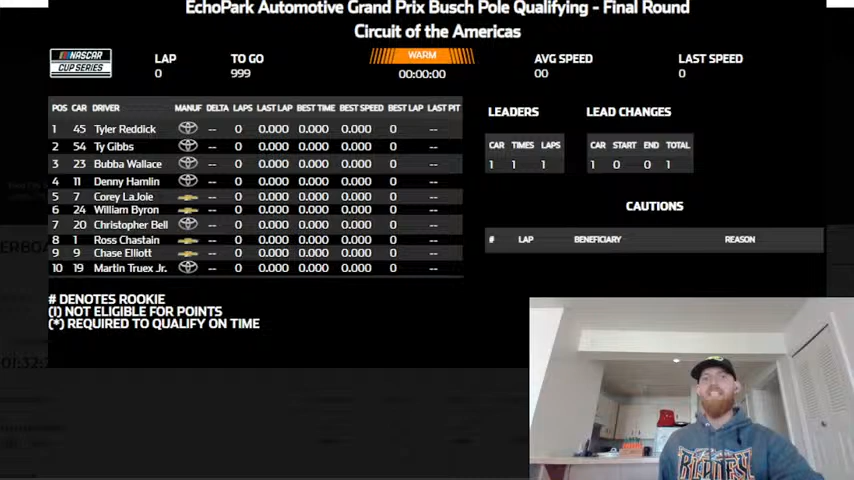 EchoPark Automotive Grand Prix Busch Pole Qualifying - Final Round
Circuit of the Americas
NASCAR
CUP SERIES
LAP TO GO WARM AVG SPEED LAST SPEED
0 999 00:00:00 00 0
POS CAR DRIVER MANUF DELTA LAPS LAST LAP BEST TIME BEST SPEED BEST LAP LAST PIT
1 45 Tyler Reddick -- 0 0.000 0.000 0.000 0 --
2 54 Ty Gibbs -- 0 0.000 0.000 0.000 0 --
3 23 Bubba Wallace -- 0 0.000 0.000 0.000 0 --
4 11 Denny Hamlin -- 0 0.000 0.000 0.000 0 --
5 7 Corey LaJoie -- 0 0.000 0.000 0.000 0 --
6 24 William Byron -- 0 0.000 0.000 0.000 0 --
7 20 Christopher Bell -- 0 0.000 0.000 0.000 0 --
8 1 Ross Chastain -- 0 0.000 0.000 0.000 0 --
9 9 Chase Elliott -- 0 0.000 0.000 0.000 0 --
10 19 Martin Truex Jr. -- 0 0.000 0.000 0.000 0 --
# DENOTES ROOKIE
(I) NOT ELIGIBLE FOR POINTS
(*) REQUIRED TO QUALIFY ON TIME
LEADERS
CAR TIMES LAPS
1 1 1
LEAD CHANGES
CAR START END TOTAL
1 0 0 1
CAUTIONS
# LAP BENEFICIARY REASON